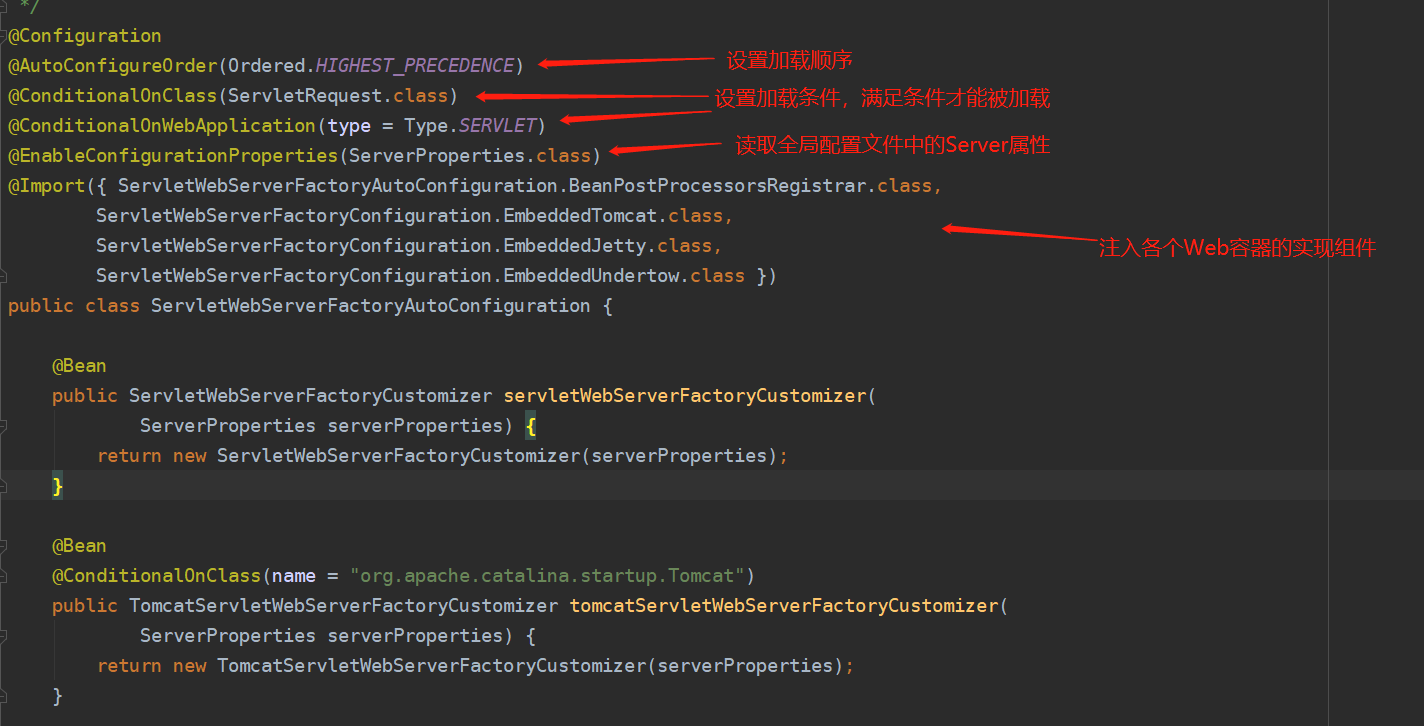 */
@Configuration
@AutoConfigureOrder(Ordered.HIGHEST_PRECEDENCE) 设置加载顺序
@ConditionalOnClass(ServletRequest.class) 设置加载条件，满足条件才能被加载
@ConditionalOnWebApplication(type = Type.SERVLET)
@EnableConfigurationProperties(ServerProperties.class) 读取全局配置文件中的Server属性
@Import({ ServletWebServerFactoryAutoConfiguration.BeanPostProcessorsRegistrar.class,
ServletWebServerFactoryConfiguration.EmbeddedTomcat.class,
ServletWebServerFactoryConfiguration.EmbeddedJetty.class, 注入各个Web容器的实现组件
ServletWebServerFactoryConfiguration.EmbeddedUndertow.class })
public class ServletWebServerFactoryAutoConfiguration {
@Bean
public ServletWebServerFactoryCustomizer servletWebServerFactoryCustomizer(
ServerProperties serverProperties) {
return new ServletWebServerFactoryCustomizer(serverProperties);
}
@Bean
@ConditionalOnClass(name = "org.apache.catalina.startup.Tomcat")
public TomcatServletWebServerFactoryCustomizer tomcatServletWebServerFactoryCustomizer(
ServerProperties serverProperties) {
return new TomcatServletWebServerFactoryCustomizer(serverProperties);
}